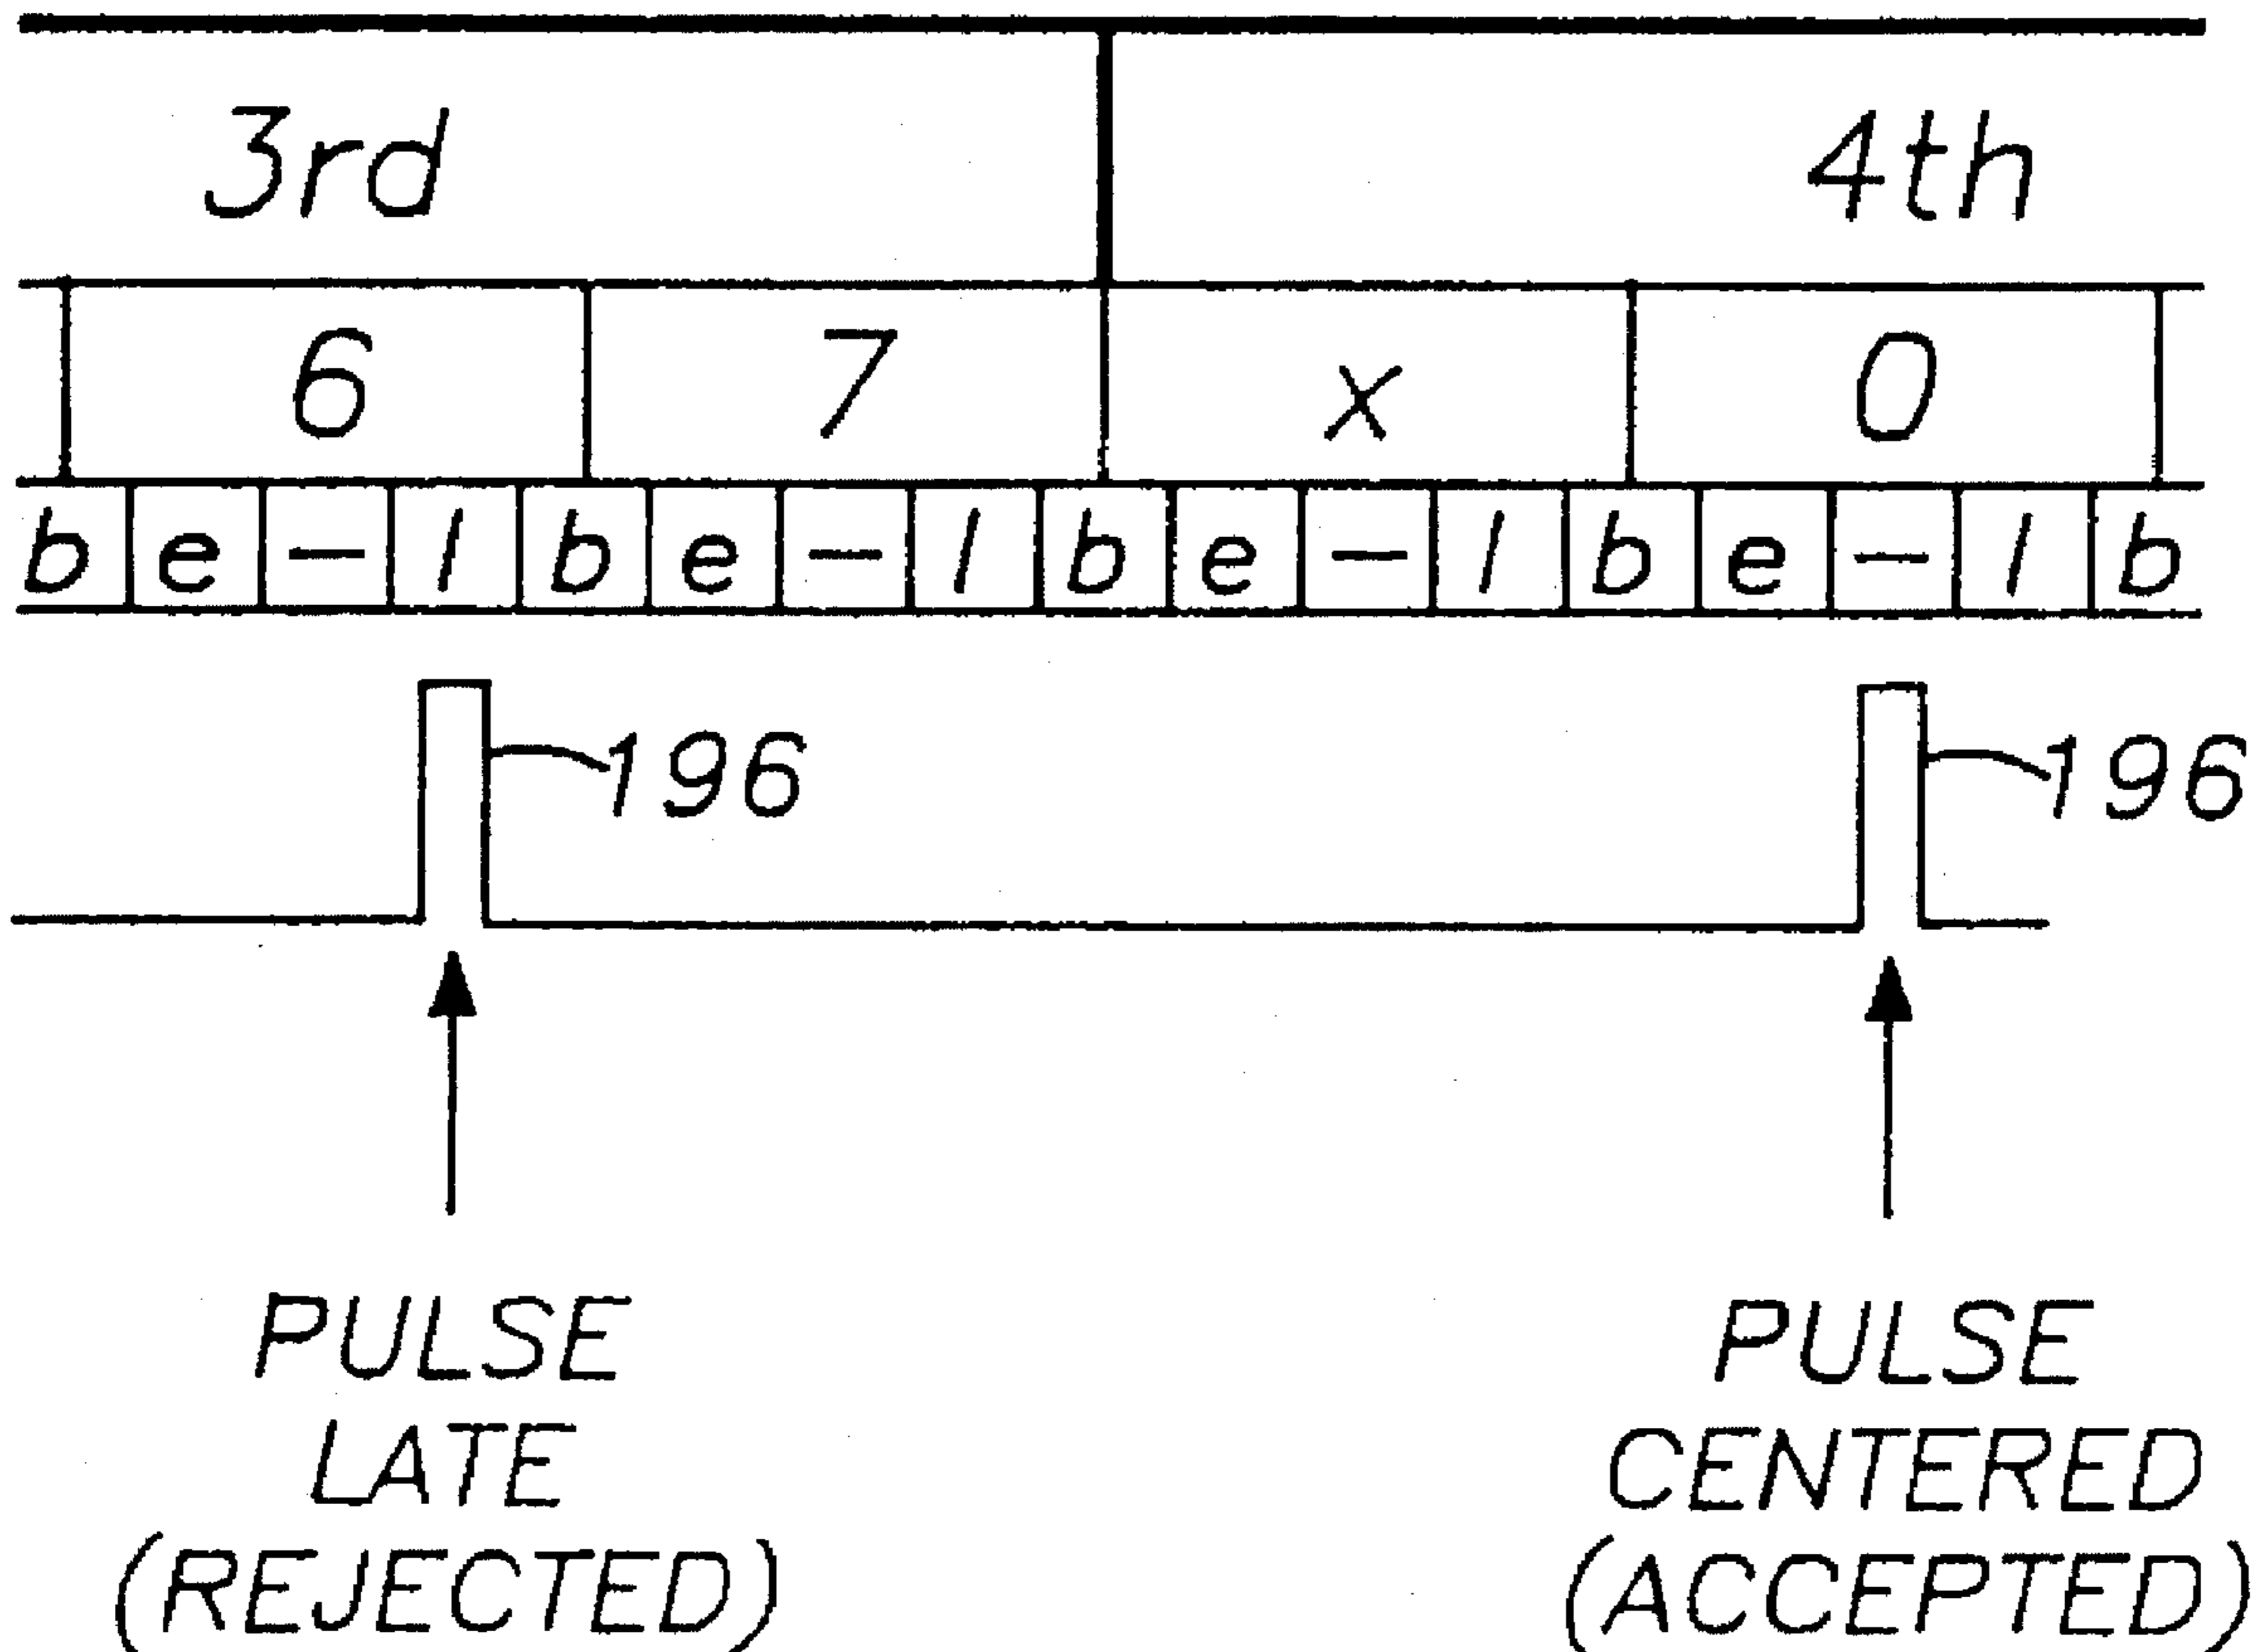 3rd 4th
6 7 x 0
b e – l b e – l b e – l b e – l b
196 196
PULSE PULSE
LATE CENTERED
(REJECTED) (ACCEPTED)